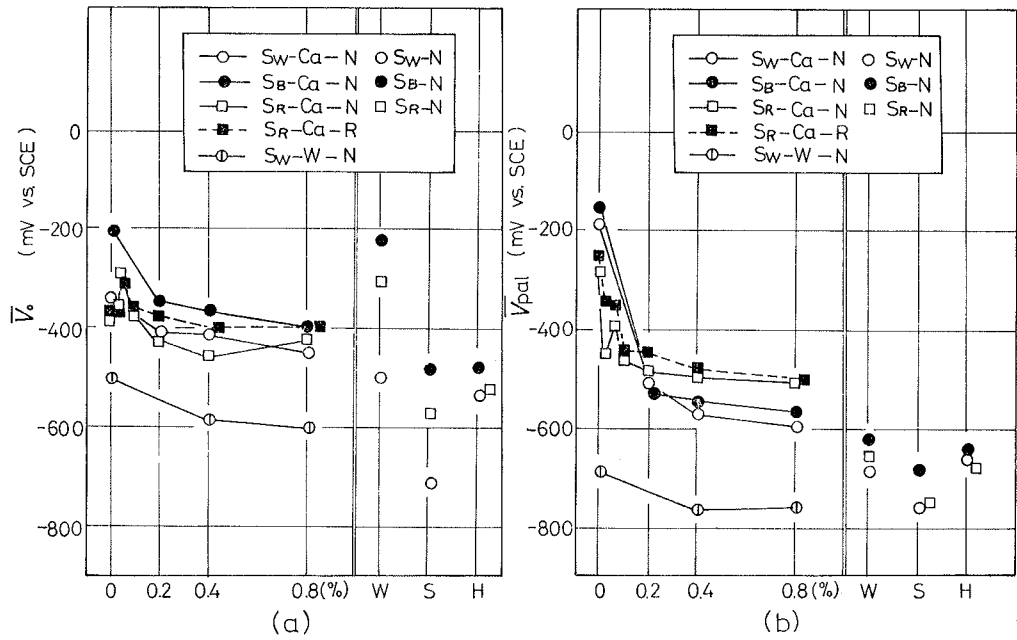 Sw-Ca-N Sw-N
SB-Ca-N SB-N
SR-Ca-N SR-N
SR-Ca-R
Sw-W-N
V̅o (mV vs. SCE)
0
-200
-400
-600
-800
0 0.2 0.4 0.8(%) W S H
(a)
Sw-Ca-N Sw-N
SB-Ca-N SB-N
SR-Ca-N SR-N
SR-Ca-R
Sw-W-N
V̅pal (mV vs. SCE)
0
-200
-400
-600
-800
0 0.2 0.4 0.8(%) W S H
(b)